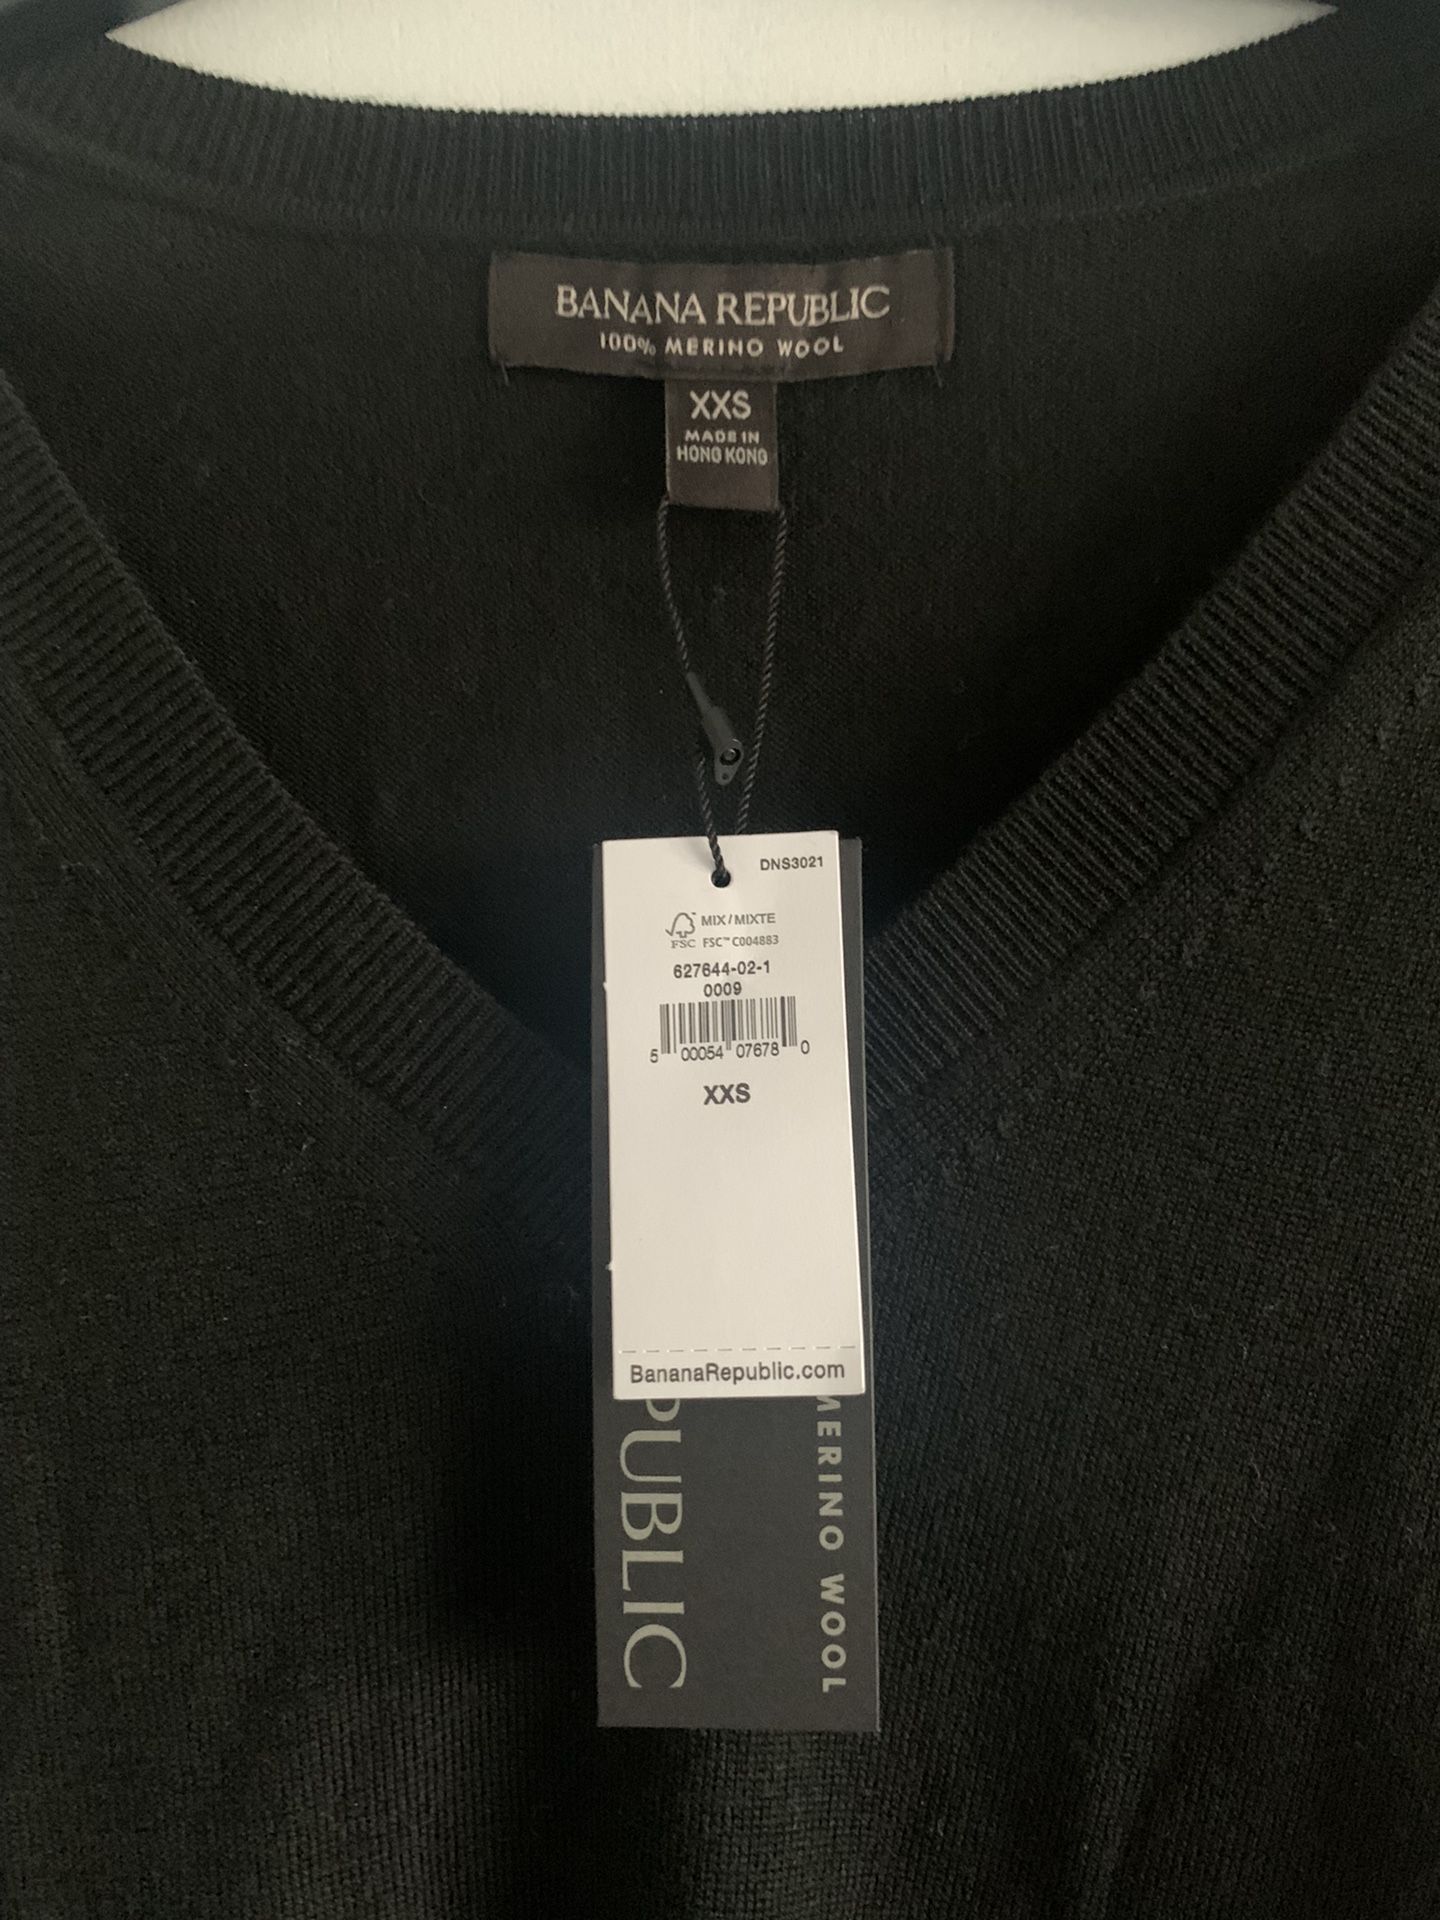 BANANA REPUBLIC
100% MERINO WOOL
XXS
MADE IN
HONG KONG
DNS3021
MIX/MIXTE
FSC FSC™ C004883
627644-02-1
0009
5 00054 07678 0
XXS
BananaRepublic.com
PUBLIC
MERINO WOOL